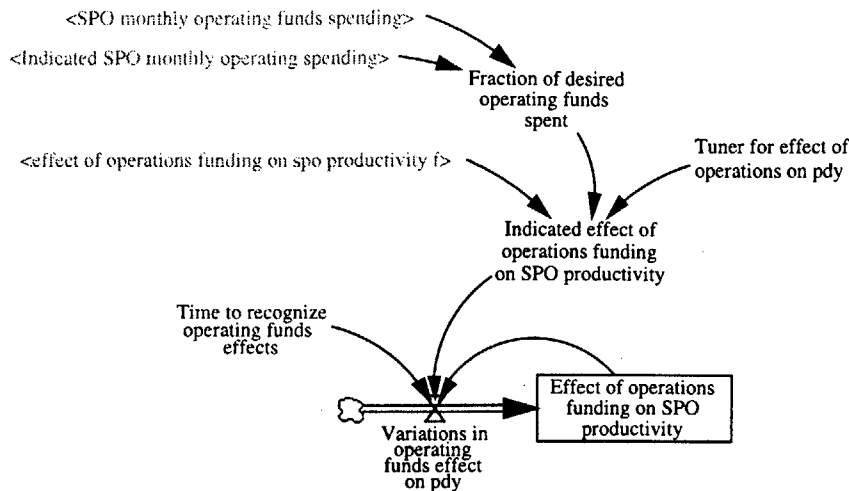 <SPO monthly operating funds spending>
<Indicated SPO monthly operating spending>
Fraction of desired
operating funds
spent
<effect of operations funding on spo productivity f>
Tuner for effect of
operations on pdy
Indicated effect of
operations funding
on SPO productivity
Time to recognize
operating funds
effects
Effect of operations
funding on SPO
productivity
Variations in
operating
funds effect
on pdy